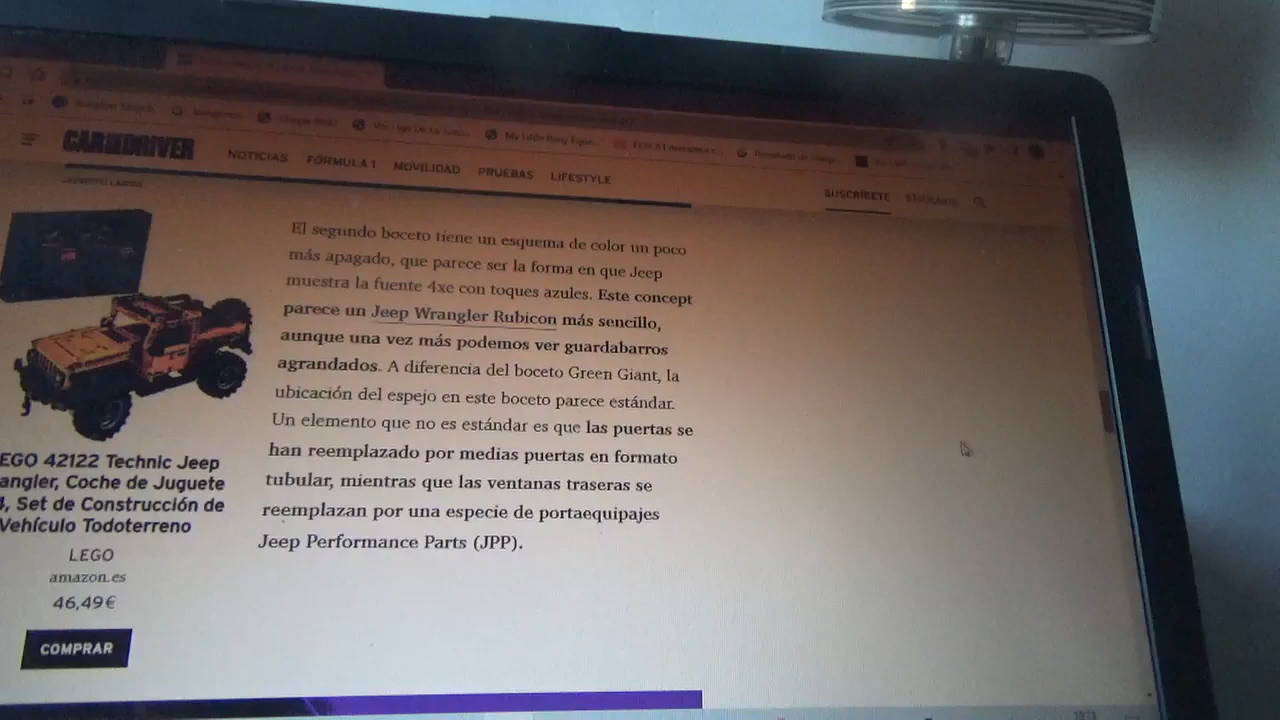 CAR AND DRIVER
NOTICIAS
FÓRMULA 1
MOVILIDAD
PRUEBAS
LIFESTYLE
SUSCRÍBETE
El segundo boceto tiene un esquema de color un poco
más apagado, que parece ser la forma en que Jeep
muestra la fuente 4xe con toques azules. Este concept
parece un Jeep Wrangler Rubicon más sencillo,
aunque una vez más podemos ver guardabarros
agrandados. A diferencia del boceto Green Giant, la
ubicación del espejo en este boceto parece estándar.
Un elemento que no es estándar es que las puertas se
han reemplazado por medias puertas en formato
tubular, mientras que las ventanas traseras se
reemplazan por una especie de portaequipajes
Jeep Performance Parts (JPP).
EGO 42122 Technic Jeep
angler, Coche de Juguete
4, Set de Construcción de
Vehículo Todoterreno
LEGO
amazon.es
46,49€
COMPRAR